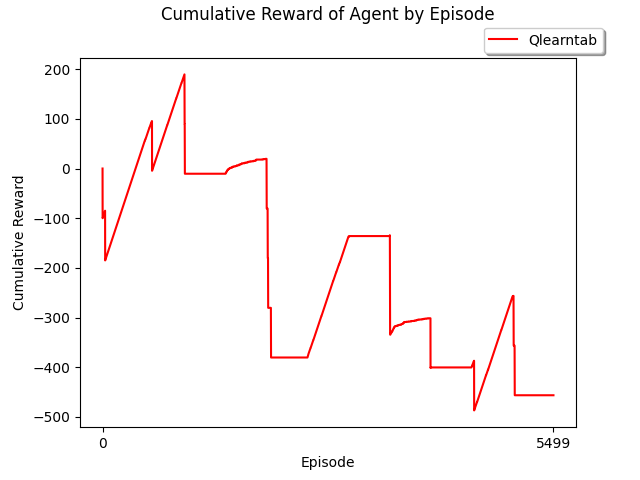 Cumulative Reward of Agent by Episode
Qlearntab
200
100
0
−100
−200
−300
−400
−500
Cumulative Reward
0
5499
Episode